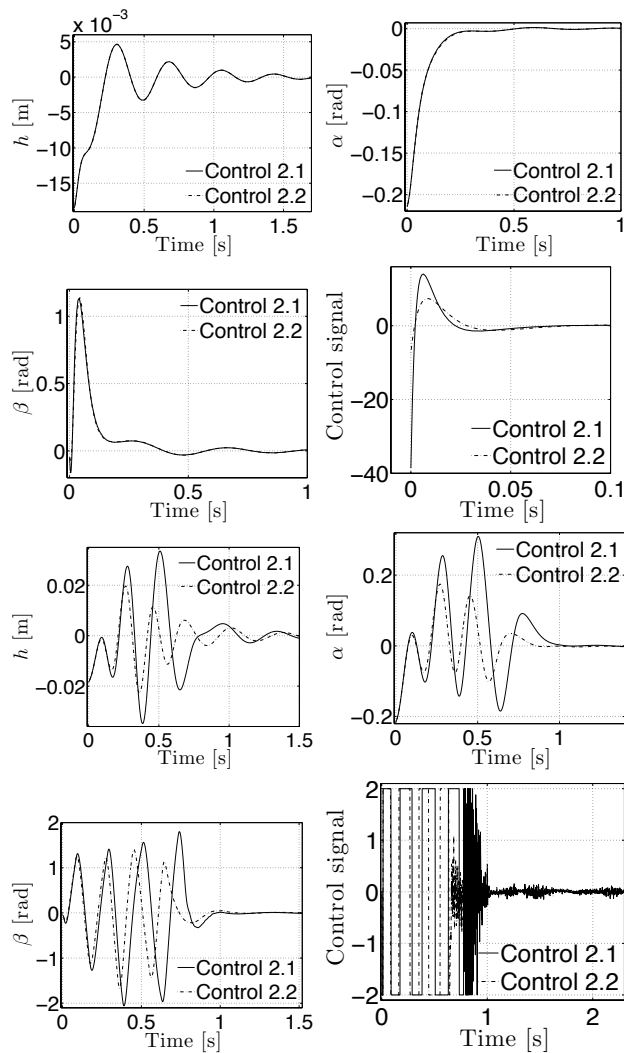 x 10⁻³
5
0
−5
−10
−15
h [m]
Control 2.1
Control 2.2
0
0.5
1
1.5
Time [s]
0
−0.05
−0.1
−0.15
−0.2
α [rad]
Control 2.1
Control 2.2
0
0.5
1
Time [s]
1
0.5
0
β [rad]
Control 2.1
Control 2.2
0
0.5
1
Time [s]
0
−20
−40
Control signal
Control 2.1
Control 2.2
0
0.05
0.1
Time [s]
0.02
0
−0.02
h [m]
Control 2.1
Control 2.2
0
0.5
1
1.5
Time [s]
0.2
0
−0.2
α [rad]
Control 2.1
Control 2.2
0
0.5
1
Time [s]
2
1
0
−1
−2
β [rad]
Control 2.1
Control 2.2
0
0.5
1
1.5
Time [s]
2
1
0
−1
−2
Control signal
Control 2.1
Control 2.2
0
1
2
Time [s]